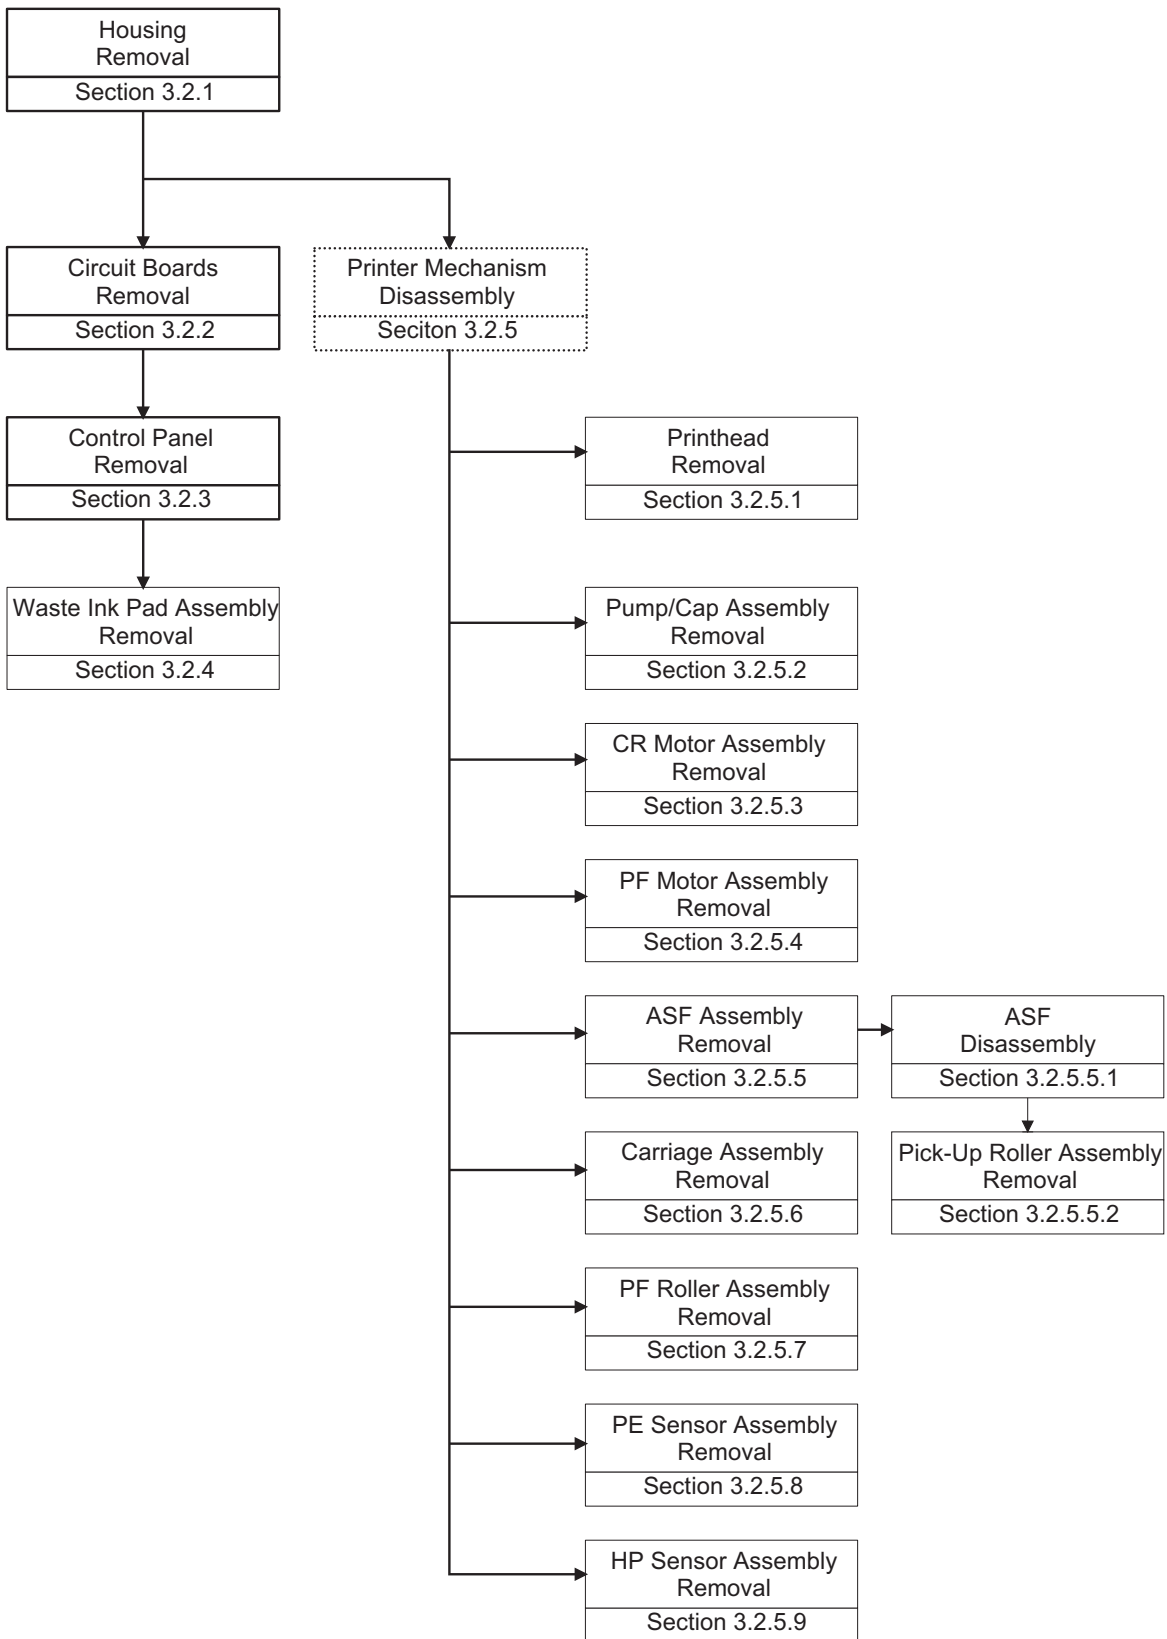 Housing
Removal
Section 3.2.1
Circuit Boards
Removal
Section 3.2.2
Printer Mechanism
Disassembly
Seciton 3.2.5
Control Panel
Removal
Section 3.2.3
Printhead
Removal
Section 3.2.5.1
Waste Ink Pad Assembly
Removal
Section 3.2.4
Pump/Cap Assembly
Removal
Section 3.2.5.2
CR Motor Assembly
Removal
Section 3.2.5.3
PF Motor Assembly
Removal
Section 3.2.5.4
ASF Assembly
Removal
Section 3.2.5.5
ASF
Disassembly
Section 3.2.5.5.1
Carriage Assembly
Removal
Section 3.2.5.6
Pick-Up Roller Assembly
Removal
Section 3.2.5.5.2
PF Roller Assembly
Removal
Section 3.2.5.7
PE Sensor Assembly
Removal
Section 3.2.5.8
HP Sensor Assembly
Removal
Section 3.2.5.9